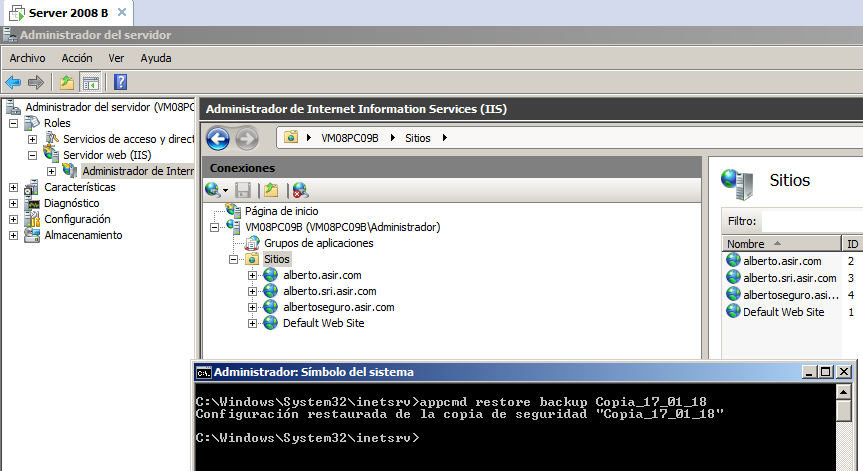 Server 2008 B
Administrador del servidor
Archivo Acción Ver Ayuda
Administrador del servidor (VM08PC
Roles
Servicios de acceso y direct
Servidor web (IIS)
Administrador de Interr
Características
Diagnóstico
Configuración
Almacenamiento
Administrador de Internet Information Services (IIS)
VM08PC09B Sitios
Conexiones
Página de inicio
VM08PC09B (VM08PC09B\Administrador)
Grupos de aplicaciones
Sitios
alberto.asir.com
alberto.sri.asir.com
albertoseguro.asir.com
Default Web Site
Sitios
Filtro:
Nombre ID
alberto.asir.com 2
alberto.sri.asir.com 3
albertoseguro.asi... 4
Default Web Site 1
Administrador: Símbolo del sistema
C:\Windows\System32\inetsrv>appcmd restore backup Copia_17_01_18
Configuración restaurada de la copia de seguridad "Copia_17_01_18"
C:\Windows\System32\inetsrv>